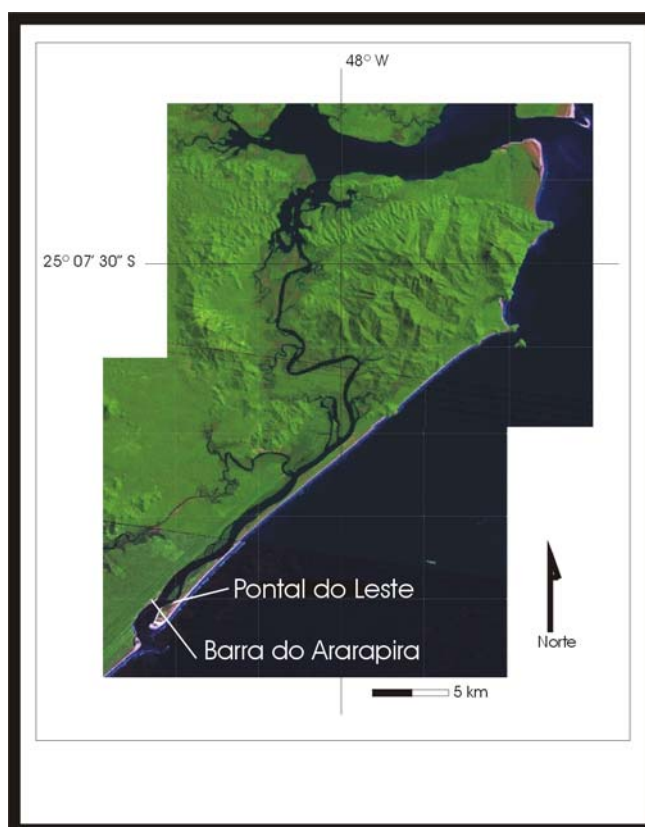 48° W
25° 07' 30" S
Pontal do Leste
Barra do Ararapira
Norte
5 km